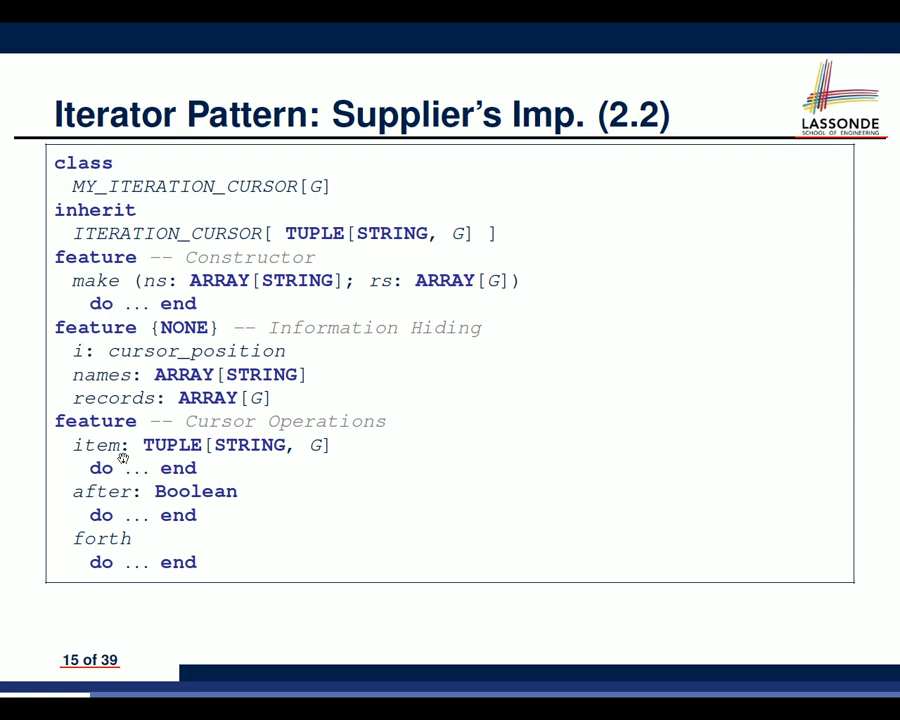 Iterator Pattern: Supplier's Imp. (2.2)
LASSONDE
SCHOOL OF ENGINEERING
class
MY_ITERATION_CURSOR[G]
inherit
ITERATION_CURSOR[ TUPLE[STRING, G] ]
feature -- Constructor
make (ns: ARRAY[STRING]; rs: ARRAY[G])
do ... end
feature {NONE} -- Information Hiding
i: cursor_position
names: ARRAY[STRING]
records: ARRAY[G]
feature -- Cursor Operations
item: TUPLE[STRING, G]
do ... end
after: Boolean
do ... end
forth
do ... end
15 of 39